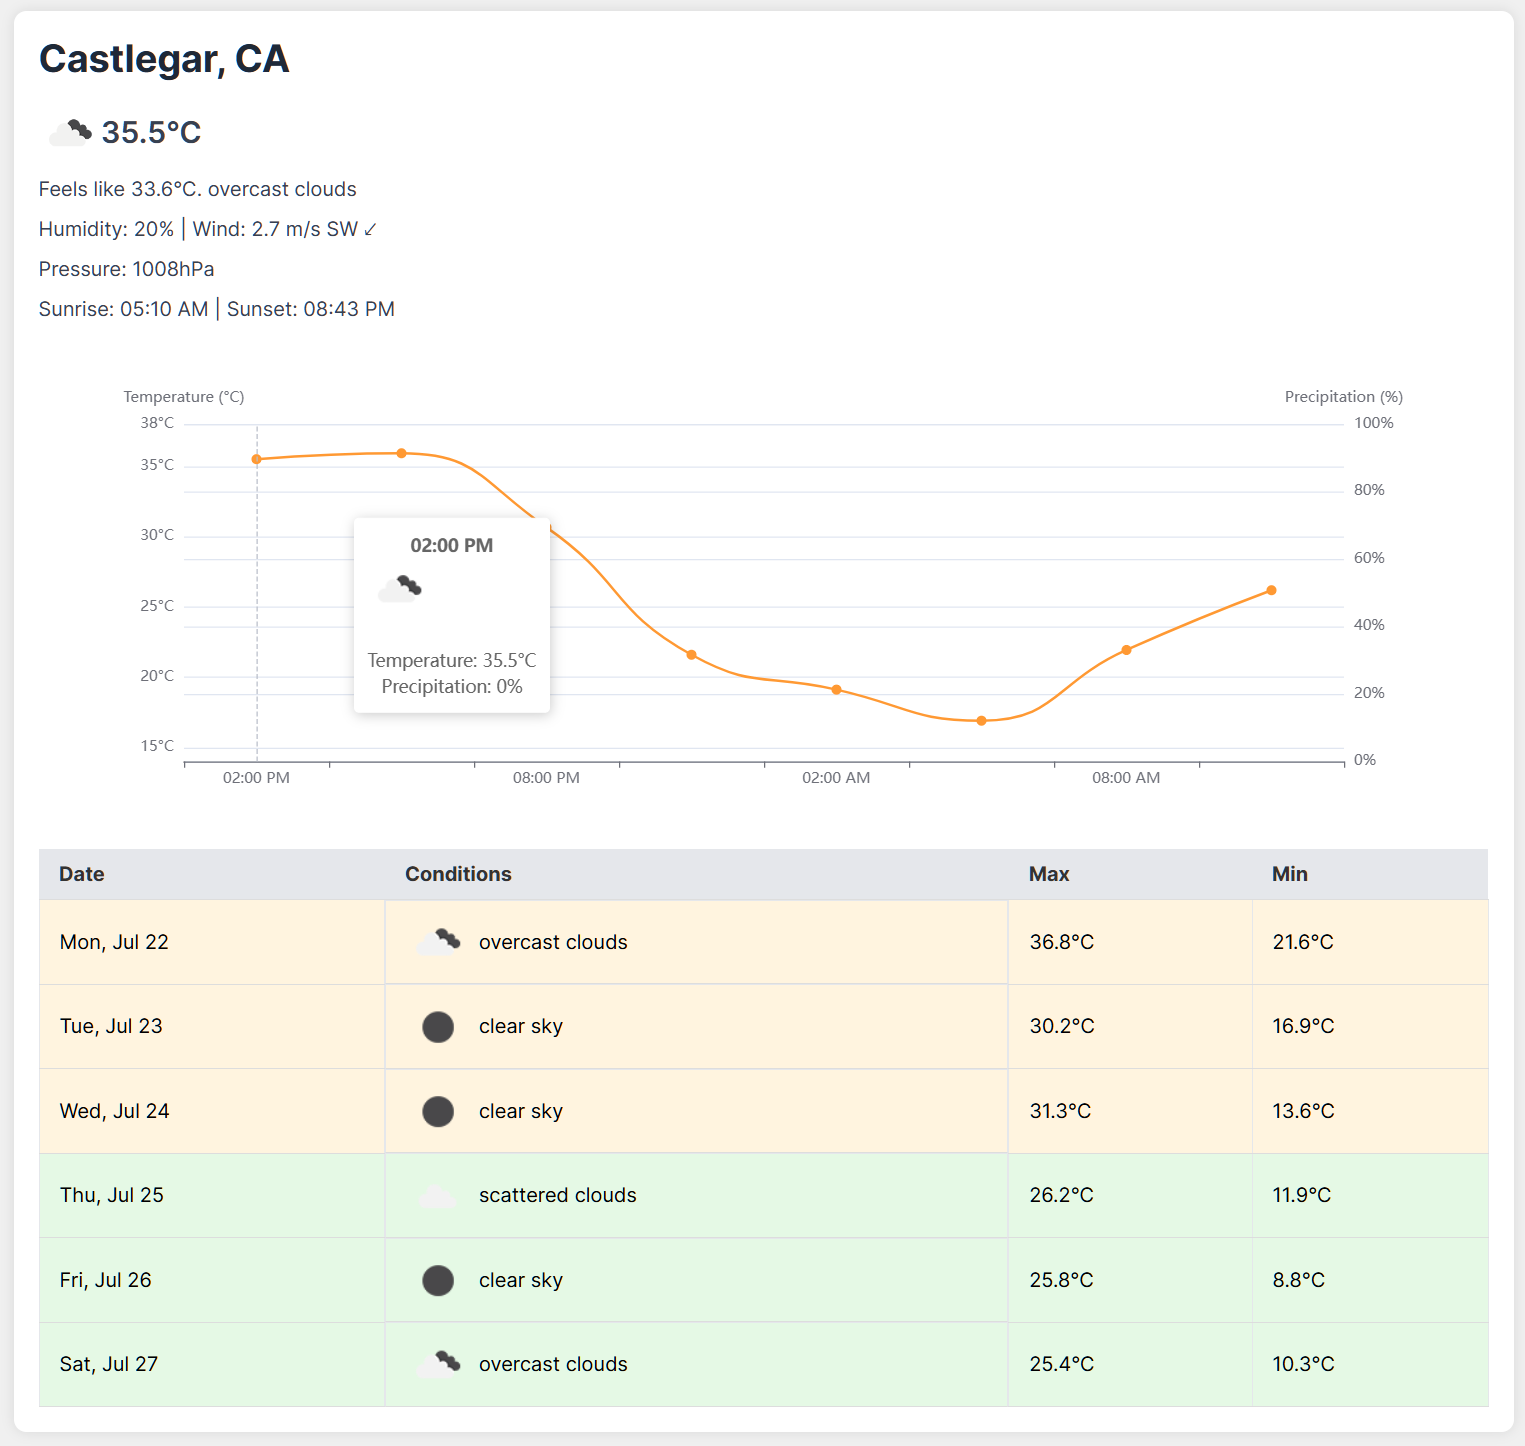 Castlegar, CA
35.5°C
Feels like 33.6°C. overcast clouds
Humidity: 20% | Wind: 2.7 m/s SW ↙
Pressure: 1008hPa
Sunrise: 05:10 AM | Sunset: 08:43 PM
Temperature (°C) Precipitation (%)
38°C 100%
35°C
80%
30°C
60%
25°C
40%
20°C
20%
15°C
0%
02:00 PM
Temperature: 35.5°C
Precipitation: 0%
02:00 PM 08:00 PM 02:00 AM 08:00 AM
Date Conditions Max Min
Mon, Jul 22 overcast clouds 36.8°C 21.6°C
Tue, Jul 23 clear sky 30.2°C 16.9°C
Wed, Jul 24 clear sky 31.3°C 13.6°C
Thu, Jul 25 scattered clouds 26.2°C 11.9°C
Fri, Jul 26 clear sky 25.8°C 8.8°C
Sat, Jul 27 overcast clouds 25.4°C 10.3°C